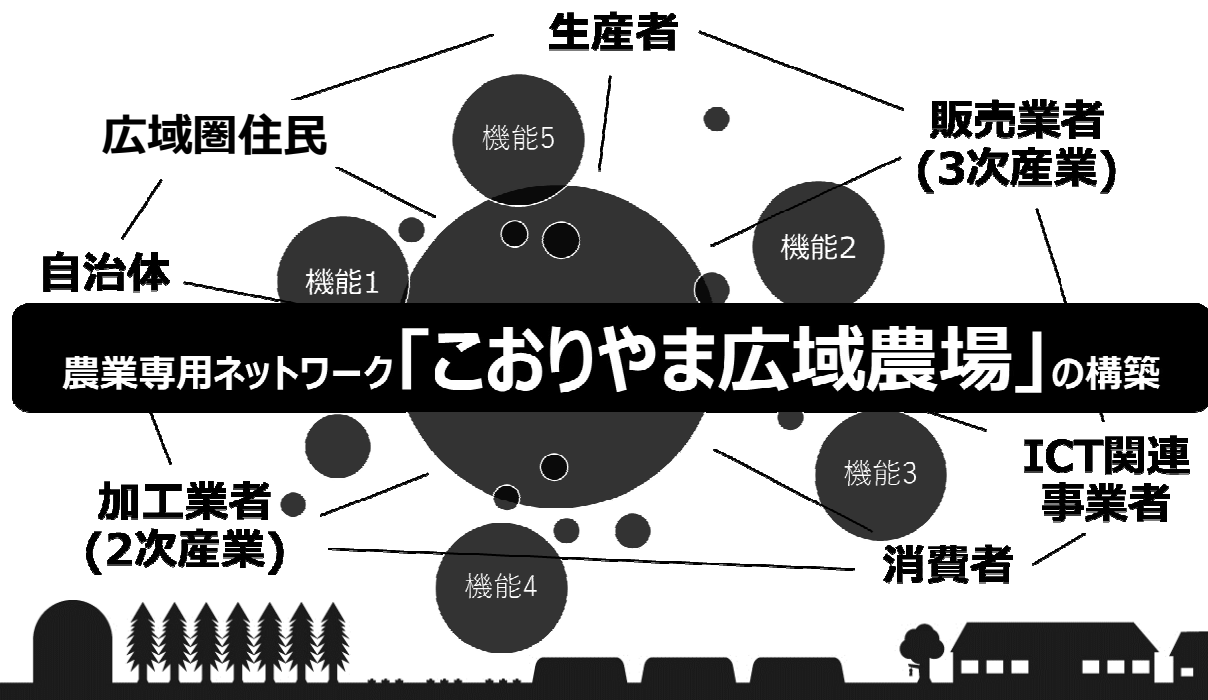 生産者
広域圏住民
機能5
販売業者
(3次産業)
機能2
自治体
機能1
農業専用ネットワーク「こおりやま広域農場」の構築
ICT関連
事業者
機能3
加工業者
(2次産業)
消費者
機能4